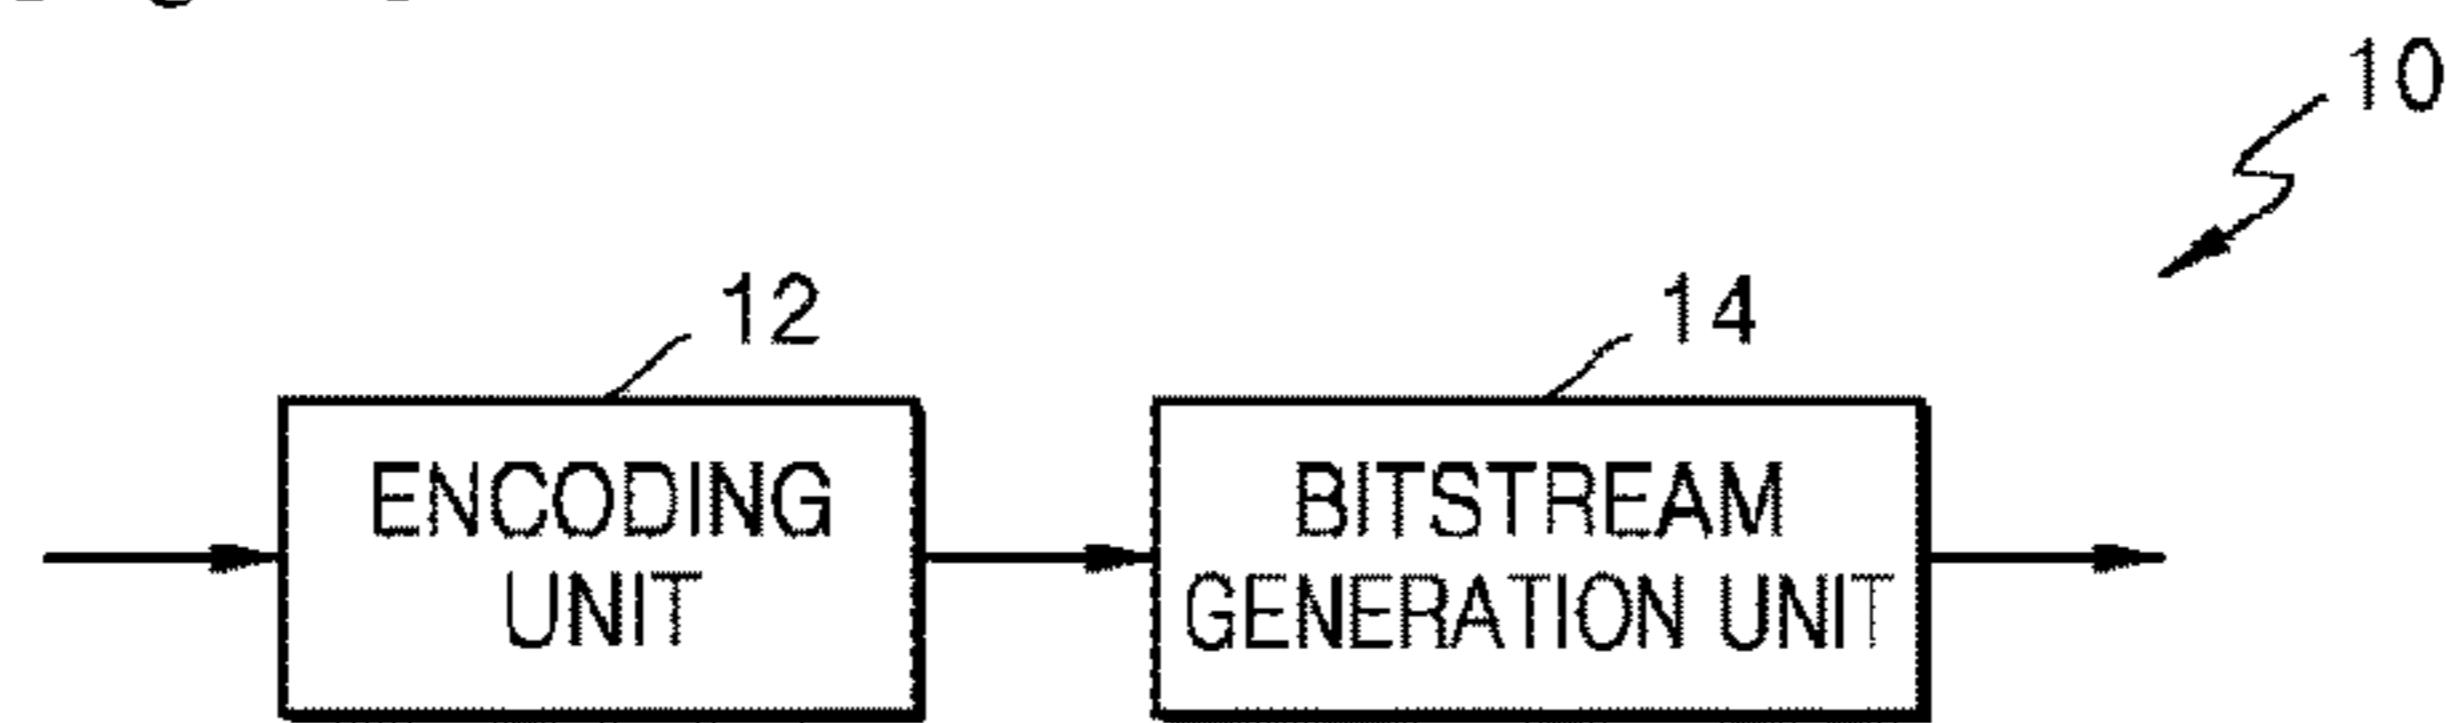 10
12
14
ENCODING
UNIT
BITSTREAM
GENERATION UNIT